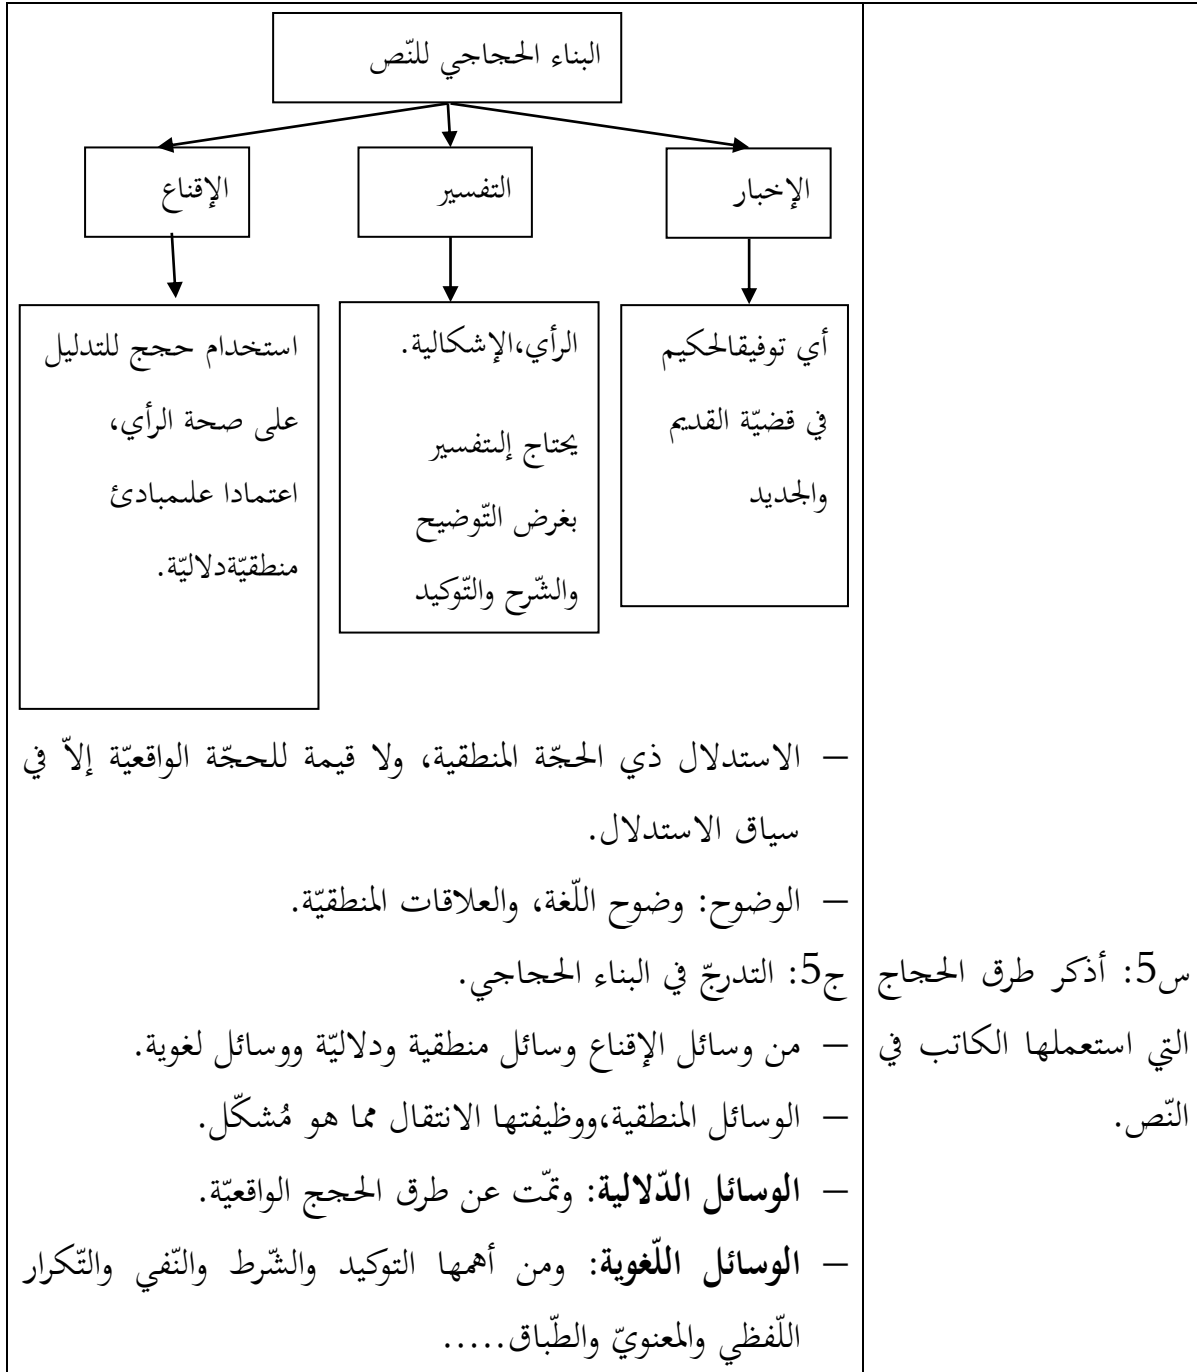 البناء الحجاجي للنّص
الإخبار
التفسير
الإقناع
أي توفيقالحكيم
في قضيّة القديم
والجديد
الرأي،الإشكالية.
يحتاج إلىتفسير
بغرض التّوضيح
والشّرح والتّوكيد
استخدام حجج للتدليل
على صحة الرأي،
اعتمادا علىمبادئ
منطقيّةدلاليّة.
– الاستدلال ذي الحجّة المنطقية، ولا قيمة للحجّة الواقعيّة إلاّ في
سياق الاستدلال.
– الوضوح: وضوح اللّغة، والعلاقات المنطقيّة.
س5: أذكر طرق الحجاج
التي استعملها الكاتب في
النّص.
ج5: التدرجّ في البناء الحجاجي.
– من وسائل الإقناع وسائل منطقية ودلاليّة ووسائل لغوية.
– الوسائل المنطقية،ووظيفتها الانتقال مما هو مُشكّل.
– الوسائل الدّلالية: وتمّت عن طرق الحجج الواقعيّة.
– الوسائل اللّغوية: ومن أهمها التوكيد والشّرط والنّفي والتّكرار
اللّفظي والمعنويّ والطّباق.....